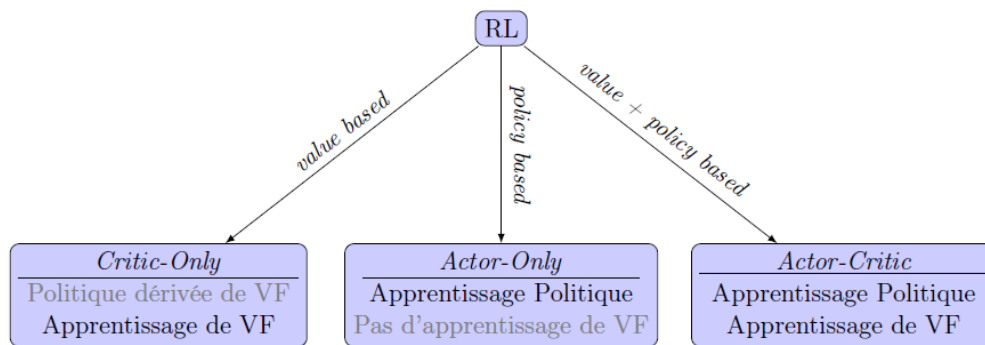 RL
value based
policy based
value + policy based
Critic-Only
Politique dérivée de VF
Apprentissage de VF
Actor-Only
Apprentissage Politique
Pas d'apprentissage de VF
Actor-Critic
Apprentissage Politique
Apprentissage de VF